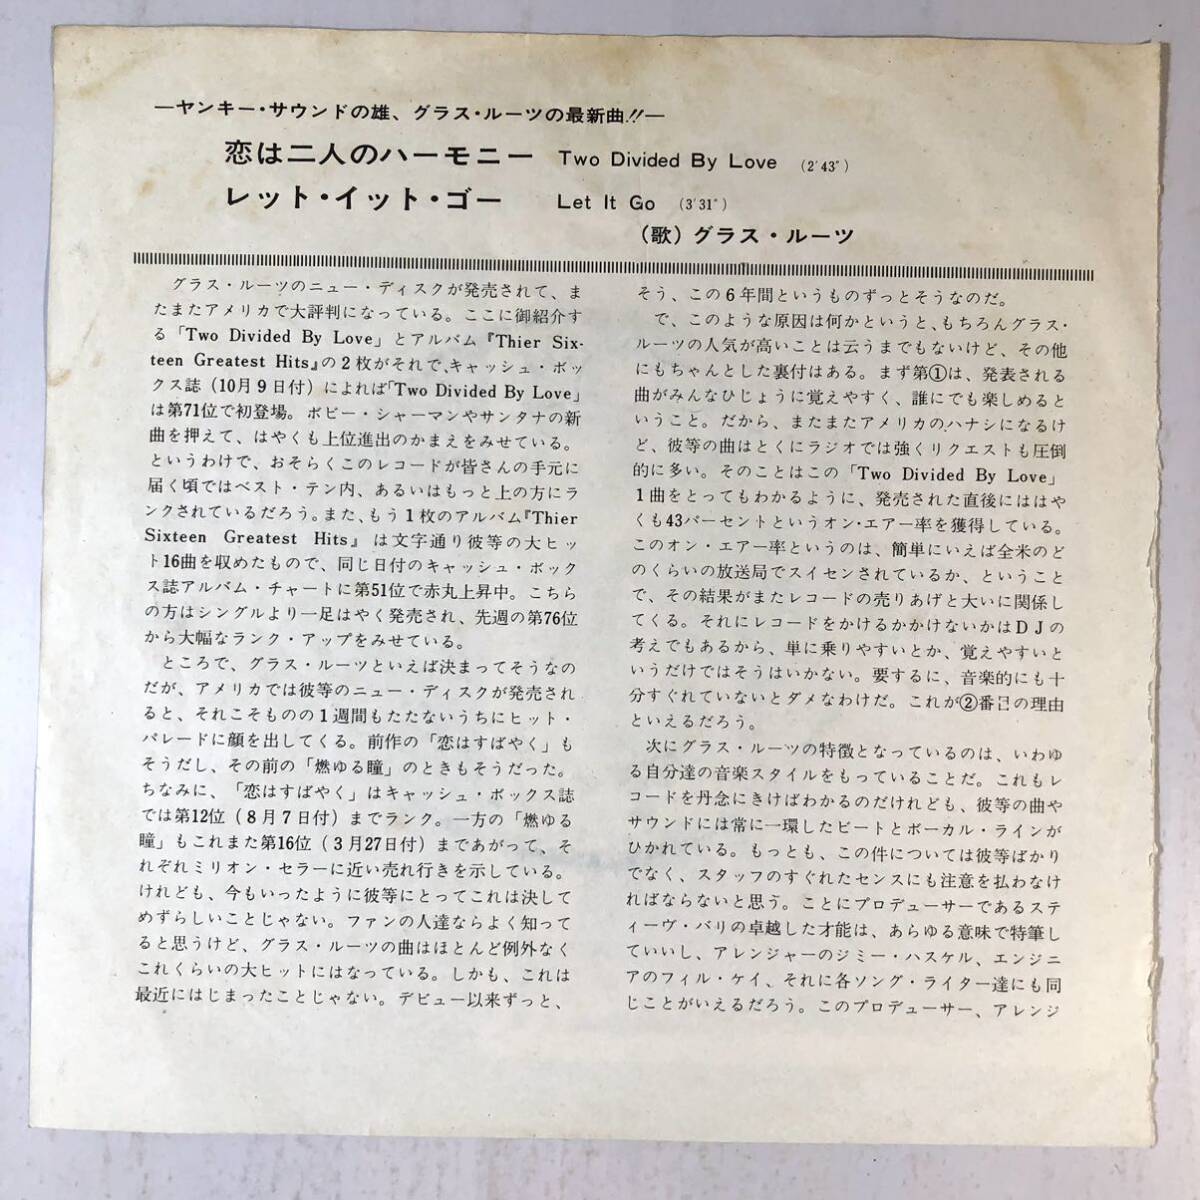 ―ヤンキー・サウンドの雄、グラス・ルーツの最新曲!!―
恋は二人のハーモニー Two Divided By Love (2′43″)
レット・イット・ゴー Let It Go (3′31″)
(歌)グラス・ルーツ
グラス・ルーツのニュー・ディスクが発売されて、ま
たまたアメリカで大評判になっている。ここに御紹介す
る「Two Divided By Love」とアルバム『Thier Six-
teen Greatest Hits』の2枚がそれで、キャッシュ・ボッ
クス誌(10月9日付)によれば「Two Divided By Love」
は第71位で初登場。ボビー・シャーマンやサンタナの新
曲を押えて、はやくも上位進出のかまえをみせている。
というわけで、おそらくこのレコードが皆さんの手元に
届く頃ではベスト・テン内、あるいはもっと上の方にラ
ンクされているだろう。また、もう1枚のアルバム『Thier
Sixteen Greatest Hits』は文字通り彼等の大ヒッ
ト16曲を収めたもので、同じ日付のキャッシュ・ボック
ス誌アルバム・チャートに第51位で赤丸上昇中。こちら
の方はシングルより一足はやく発売され、先週の第76位
から大幅なランク・アップをみせている。
ところで、グラス・ルーツといえば決まってそうなの
だが、アメリカでは彼等のニュー・ディスクが発売され
ると、それこそものの1週間もたたないうちにヒット・
パレードに顔を出してくる。前作の「恋はすばやく」も
そうだし、その前の「燃ゆる瞳」のときもそうだった。
ちなみに、「恋はすばやく」はキャッシュ・ボックス誌
では第12位(8月7日付)までランク。一方の「燃ゆる
瞳」もこれまた第16位(3月27日付)まであがって、そ
れぞれミリオン・セラーに近い売れ行きを示している。
けれども、今もいったように彼等にとってこれは決して
めずらしいことじゃない。ファンの人達ならよく知って
ると思うけど、グラス・ルーツの曲はほとんど例外なく
これくらいの大ヒットにはなっている。しかも、これは
最近にはじまったことじゃない。デビュー以来ずっと、
そう、この6年間というものずっとそうなのだ。
で、このような原因は何かというと、もちろんグラス・
ルーツの人気が高いことは云うまでもないけど、その他
にもちゃんとした裏付はある。まず第①は、発表される
曲がみんなひじょうに覚えやすく、誰にでも楽しめると
いうこと。だから、またまたアメリカのハナシになるけ
ど、彼等の曲はとくにラジオでは強くリクエストも圧倒
的に多い。そのことはこの「Two Divided By Love」
1曲をとってもわかるように、発売された直後にははや
くも43パーセントというオン・エアー率を獲得している。
このオン・エアー率というのは、簡単にいえば全米のど
のくらいの放送局でスイセンされているか、ということ
で、その結果がまたレコードの売りあげと大いに関係し
てくる。それにレコードをかけるかかけないかはDJの
考えでもあるから、単に乗りやすいとか、覚えやすいと
いうだけではそうはいかない。要するに、音楽的にも十
分すぐれていないとダメなわけだ。これが②番目の理由
といえるだろう。
次にグラス・ルーツの特徴となっているのは、いわゆ
る自分達の音楽スタイルをもっていることだ。これもレ
コードを丹念にきけばわかるのだけれども、彼等の曲や
サウンドには常に一環したビートとボーカル・ラインが
ひかれている。もっとも、この件については彼等ばかり
でなく、スタッフのすぐれたセンスにも注意を払わなけ
ればならないと思う。ことにプロデューサーであるステ
ィーヴ・バリの卓越した才能は、あらゆる意味で特筆し
ていいし、アレンジャーのジミー・ハスケル、エンジニ
アのフィル・ケイ、それに各ソング・ライター達にも同
じことがいえるだろう。このプロデューサー、アレンジ